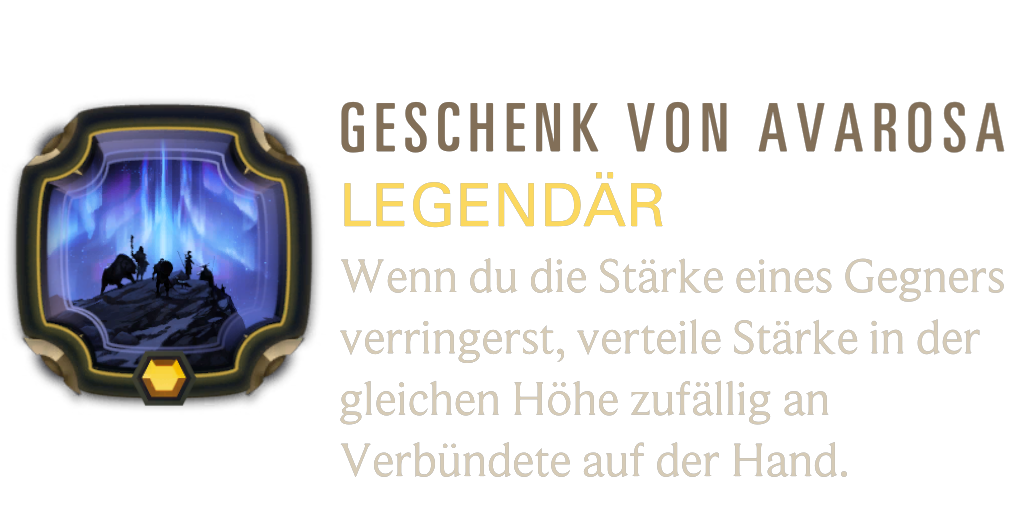 GESCHENK VON AVAROSA
LEGENDÄR
Wenn du die Stärke eines Gegners
verringerst, verteile Stärke in der
gleichen Höhe zufällig an
Verbündete auf der Hand.